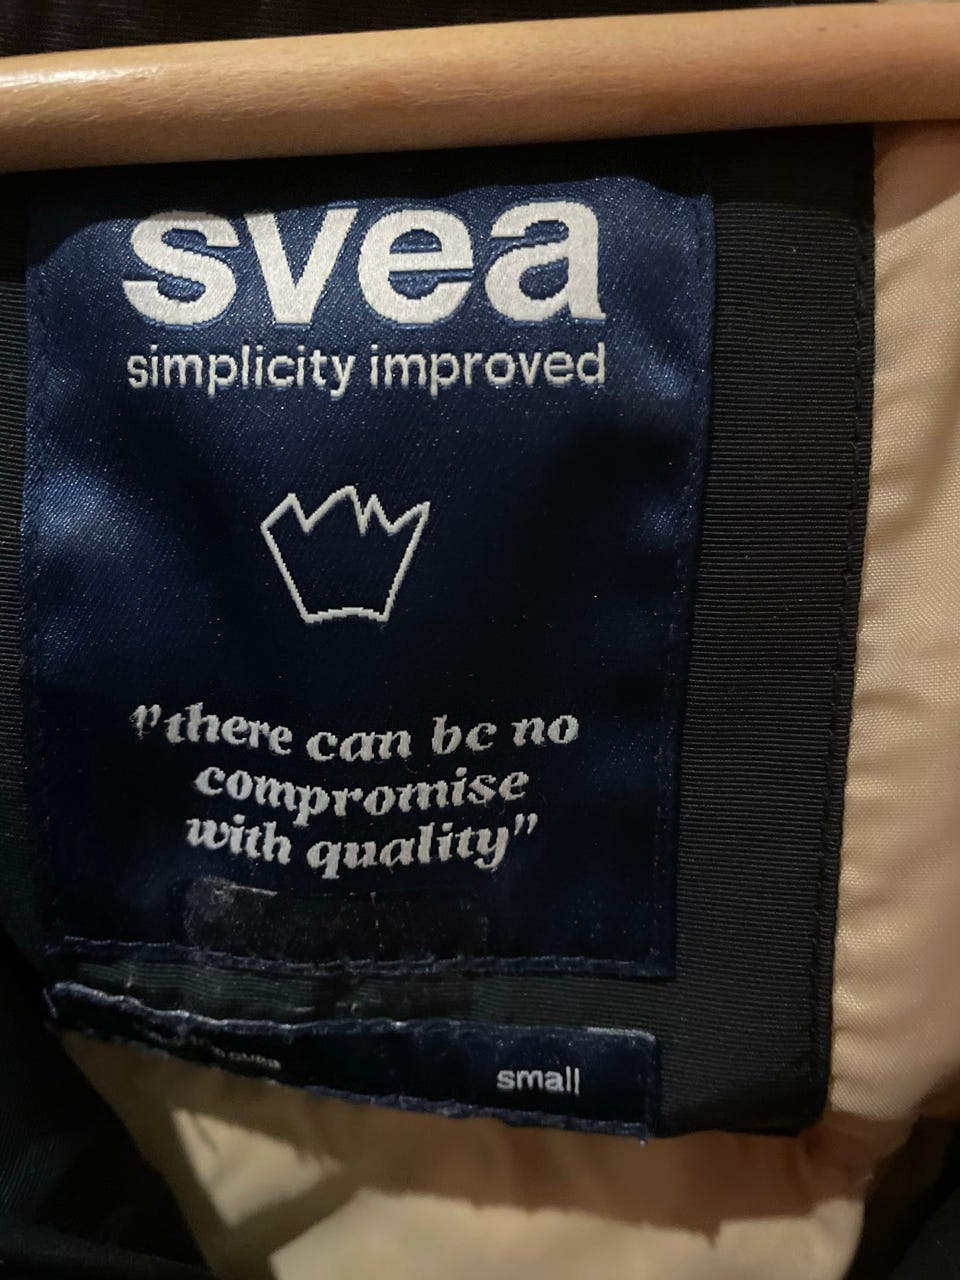 svea
simplicity improved
"there can be no
compromise
with quality"
small